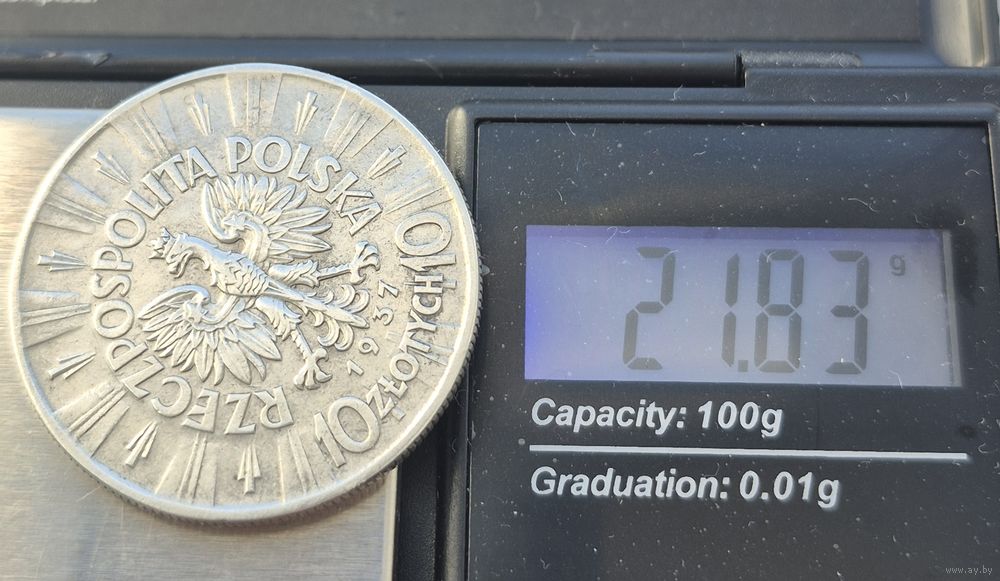 RZECZPOSPOLITA POLSKA
1937
10 ZŁOTYCH 10
21.83 g
Capacity: 100g
Graduation: 0.01g
www.ay.by